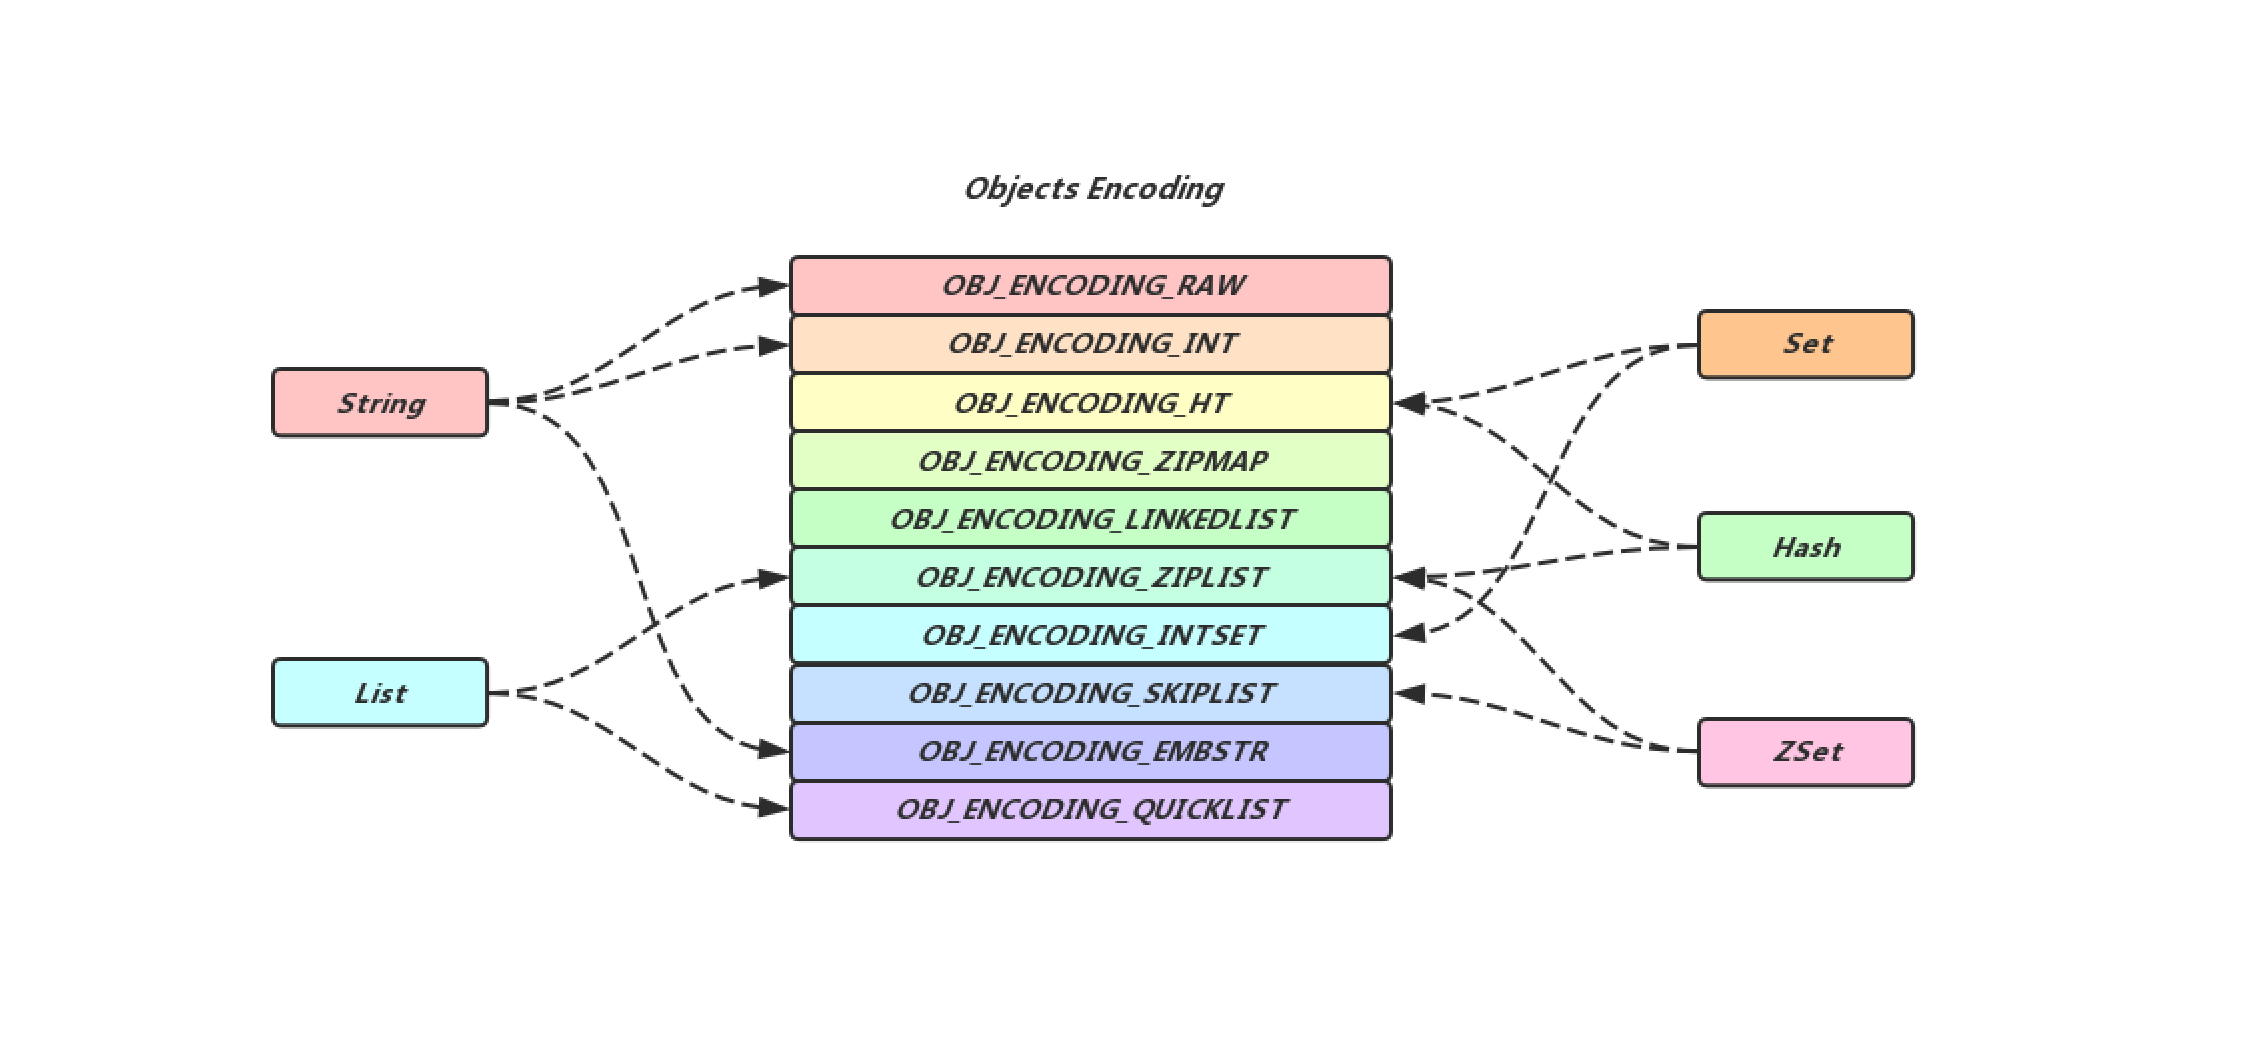 Objects Encoding
OBJ_ENCODING_RAW
OBJ_ENCODING_INT
OBJ_ENCODING_HT
OBJ_ENCODING_ZIPMAP
OBJ_ENCODING_LINKEDLIST
OBJ_ENCODING_ZIPLIST
OBJ_ENCODING_INTSET
OBJ_ENCODING_SKIPLIST
OBJ_ENCODING_EMBSTR
OBJ_ENCODING_QUICKLIST
String
List
Set
Hash
ZSet